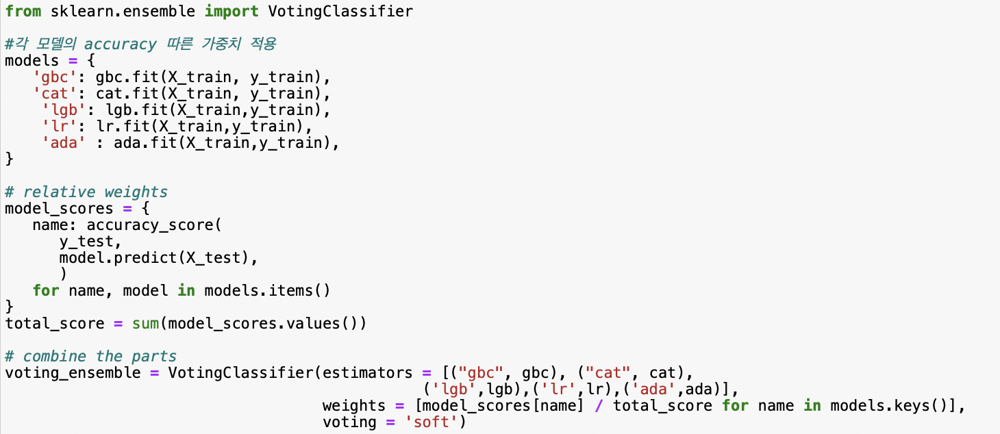 from sklearn.ensemble import VotingClassifier
#각 모델의 accuracy 따른 가중치 적용
models = {
'gbc': gbc.fit(X_train, y_train),
'cat': cat.fit(X_train, y_train),
'lgb': lgb.fit(X_train,y_train),
'lr': lr.fit(X_train,y_train),
'ada' : ada.fit(X_train,y_train),
}
# relative weights
model_scores = {
name: accuracy_score(
y_test,
model.predict(X_test),
)
for name, model in models.items()
}
total_score = sum(model_scores.values())
# combine the parts
voting_ensemble = VotingClassifier(estimators = [("gbc", gbc), ("cat", cat),
('lgb',lgb),('lr',lr),('ada',ada)],
weights = [model_scores[name] / total_score for name in models.keys()],
voting = 'soft')